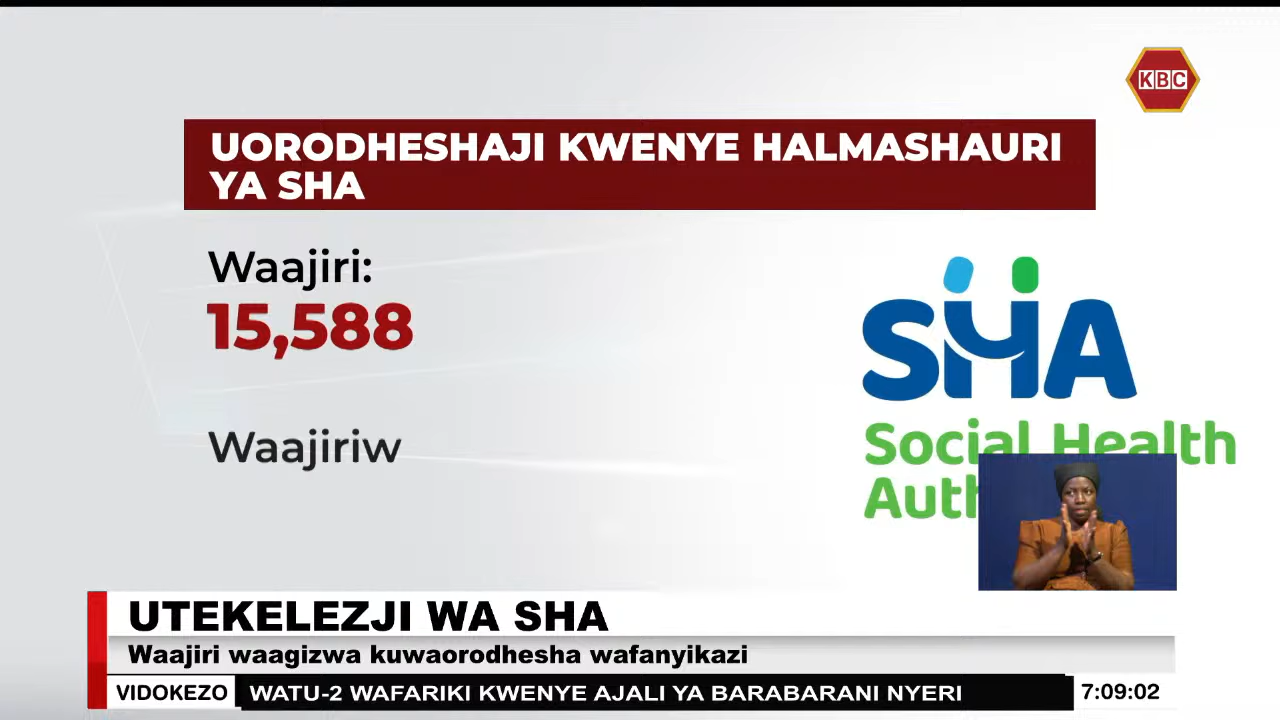 KBC
UORODHESHAJI KWENYE HALMASHAURI
YA SHA
Waajiri:
15,588
Waajiriw
SHA
Social Health
Auth
UTEKELEZJI WA SHA
Waajiri waagizwa kuwaorodhesha wafanyikazi
VIDOKEZO WATU-2 WAFARIKI KWENYE AJALI YA BARABARANI NYERI 7:09:02